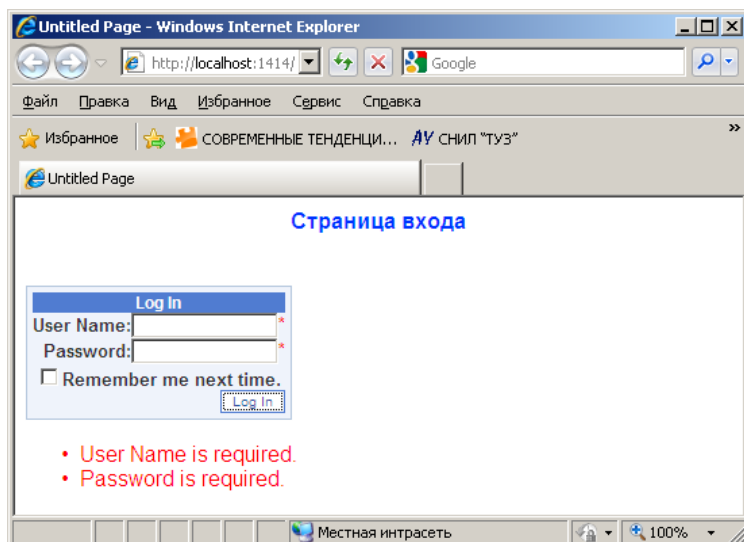 Untitled Page - Windows Internet Explorer
http://localhost:1414/ Google
Файл Правка Вид Избранное Сервис Справка
Избранное СОВРЕМЕННЫЕ ТЕНДЕНЦИ... АУ СНИЛ "ТУЗ" »
Untitled Page
Страница входа
Log In
User Name: *
Password: *
Remember me next time.
Log In
• User Name is required.
• Password is required.
Местная интрасеть 100%